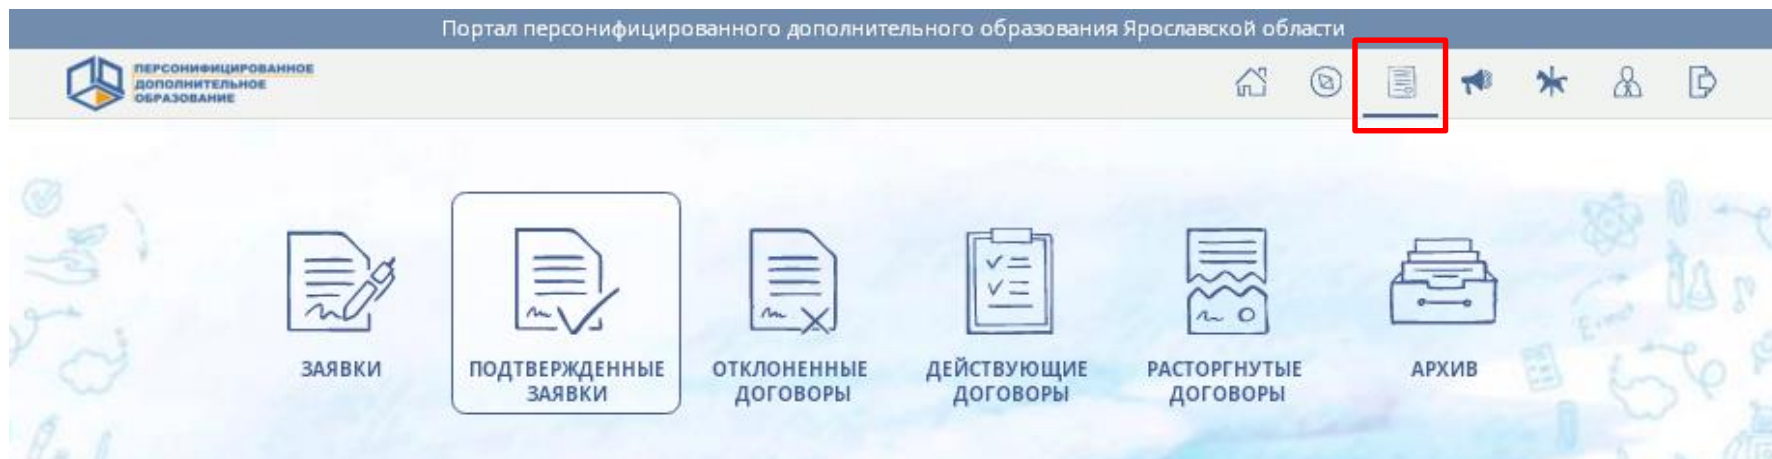 Портал персонифицированного дополнительного образования Ярославской области
ПЕРСОНИФИЦИРОВАННОЕ
ДОПОЛНИТЕЛЬНОЕ
ОБРАЗОВАНИЕ
ЗАЯВКИ
ПОДТВЕРЖДЕННЫЕ
ЗАЯВКИ
ОТКЛОНЕННЫЕ
ДОГОВОРЫ
ДЕЙСТВУЮЩИЕ
ДОГОВОРЫ
РАСТОРГНУТЫЕ
ДОГОВОРЫ
АРХИВ